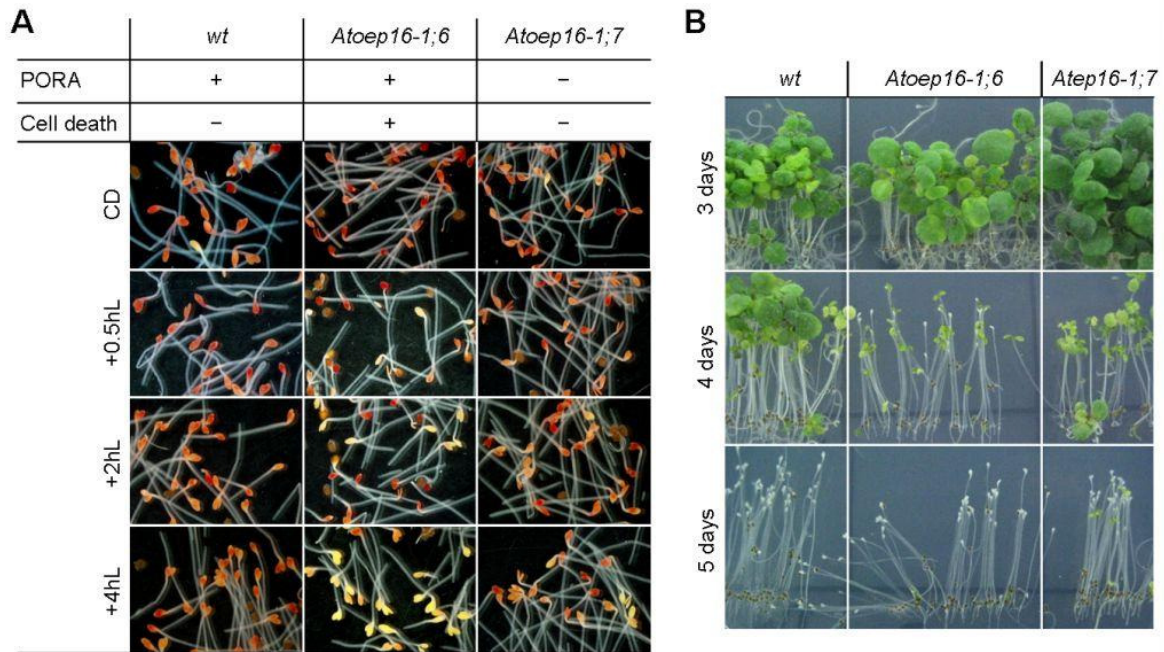 A
wt Atoep16-1;6 Atoep16-1;7
PORA + + −
Cell death − + −
CD
+0.5hL
+2hL
+4hL
B
wt Atoep16-1;6 Atep16-1;7
3 days
4 days
5 days